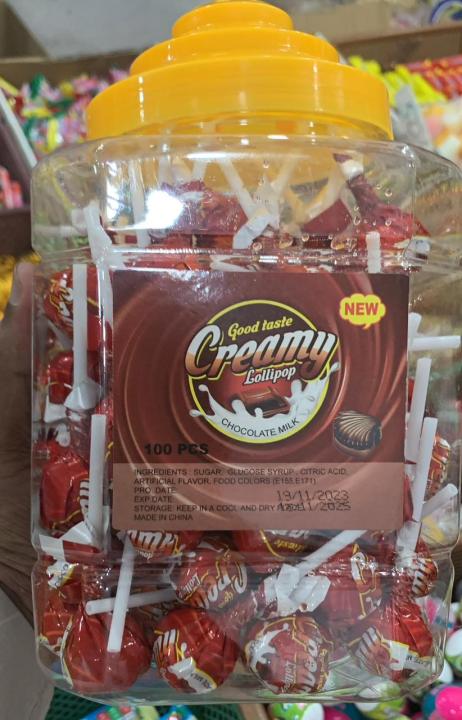 NEW
Good taste
Creamy
Lollipop
CHOCOLATE MILK
100 PCS
INGREDIENTS : SUGAR, GLUCOSE SYRUP , CITRIC ACID,
ARTIFICIAL FLAVOR, FOOD COLORS (E155,E171)
PRO. DATE:
19/11/2023
EXP.DATE:
STORAGE: KEEP IN A COOL AND DRY PLACE
MADE IN CHINA